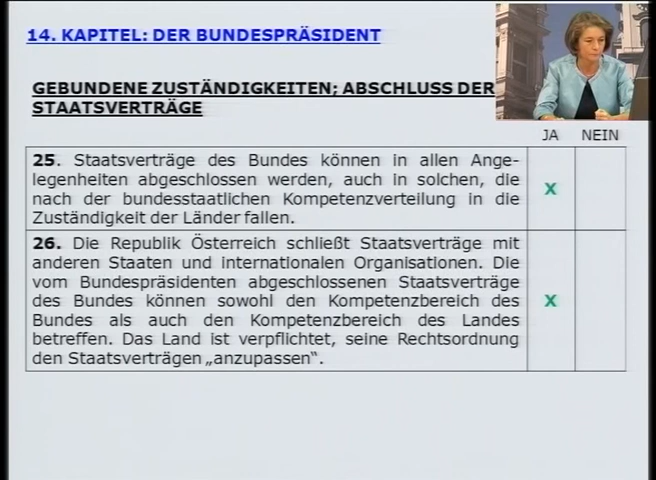 14. KAPITEL: DER BUNDESPRÄSIDENT
GEBUNDENE ZUSTÄNDIGKEITEN; ABSCHLUSS DER
STAATSVERTRÄGE
JA NEIN
25. Staatsverträge des Bundes können in allen Ange-
legenheiten abgeschlossen werden, auch in solchen, die
nach der bundesstaatlichen Kompetenzverteilung in die
Zuständigkeit der Länder fallen.
X
26. Die Republik Österreich schließt Staatsverträge mit
anderen Staaten und internationalen Organisationen. Die
vom Bundespräsidenten abgeschlossenen Staatsverträge
des Bundes können sowohl den Kompetenzbereich des
Bundes als auch den Kompetenzbereich des Landes
betreffen. Das Land ist verpflichtet, seine Rechtsordnung
den Staatsverträgen „anzupassen“.
X